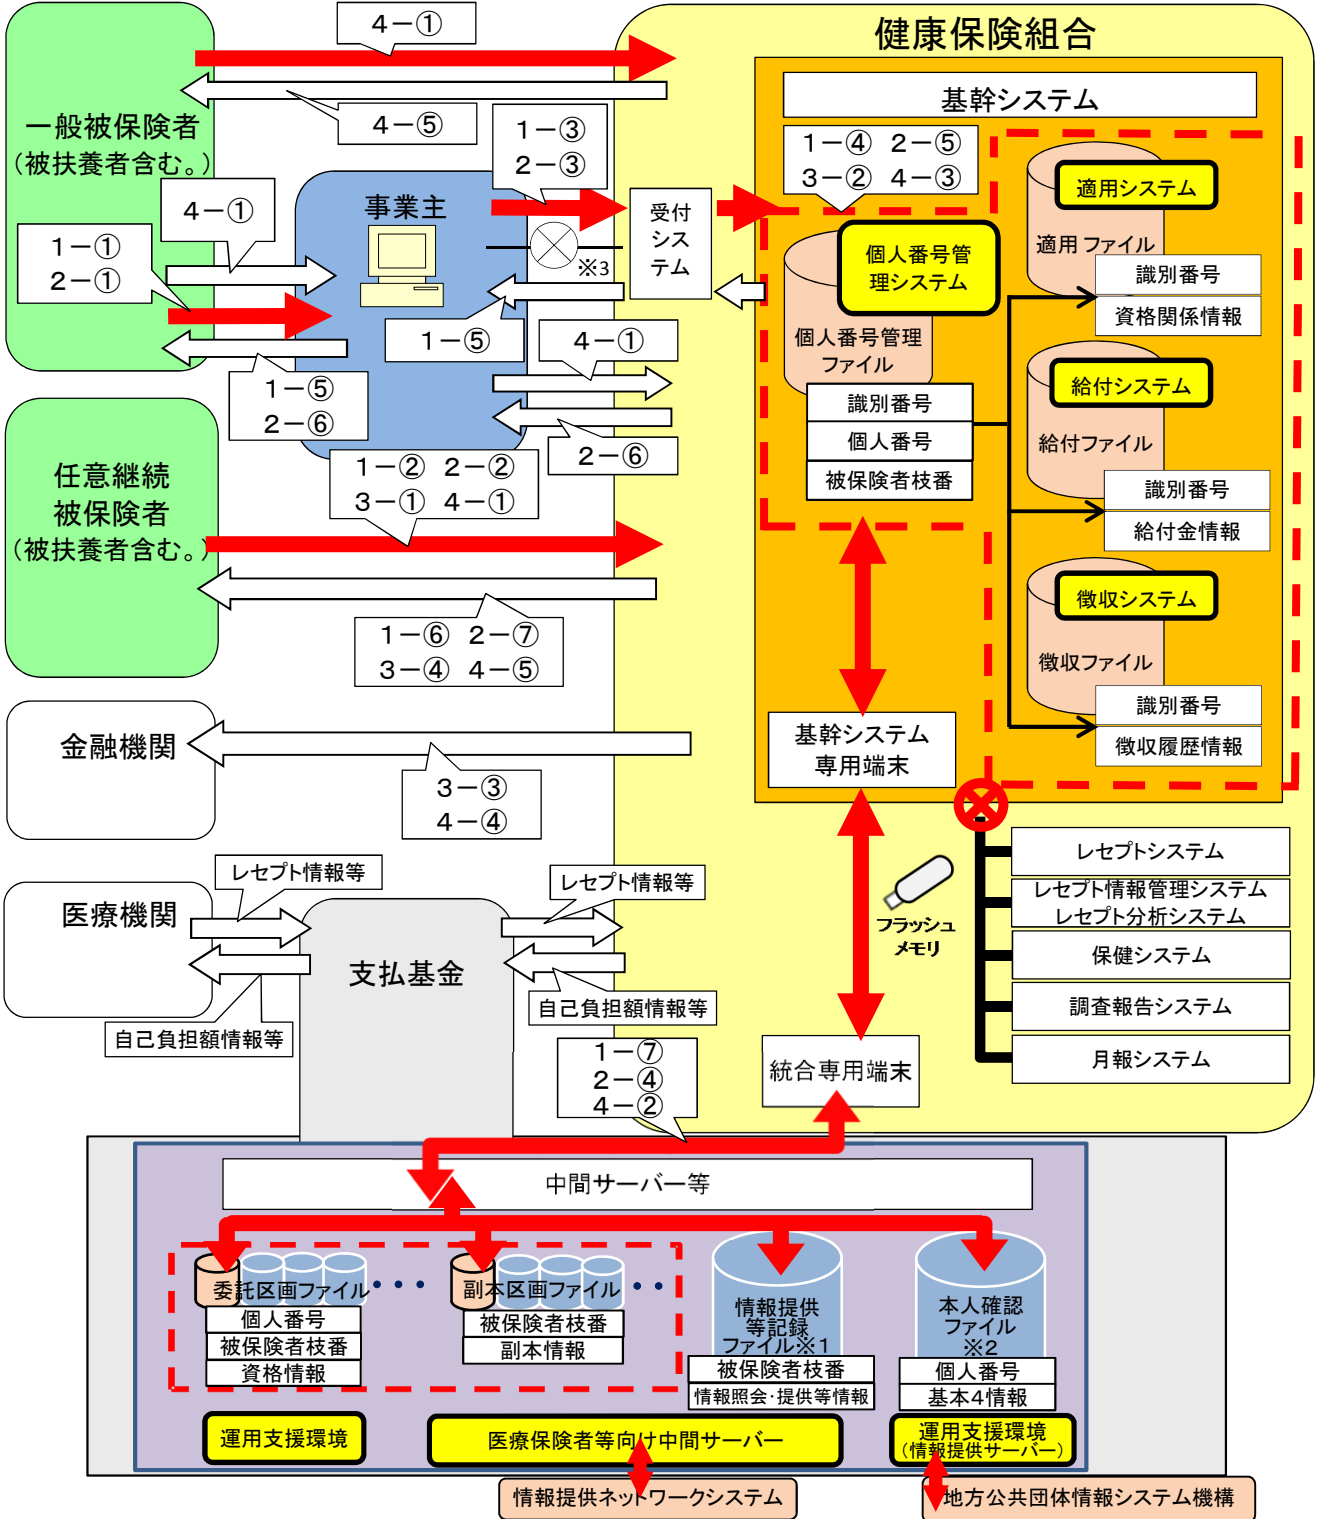 4－①
健康保険組合
基幹システム
一般被保険者
（被扶養者含む。）
4－⑤
1－③
2－③
1－④ 2－⑤
3－② 4－③
適用システム
適用ファイル
識別番号
資格関係情報
4－①
1－①
2－①
事業主
※3
受付
シス
テム
個人番号管
理システム
個人番号管理
ファイル
識別番号
個人番号
被保険者枝番
1－⑤
4－①
1－⑤
2－⑥
2－⑥
給付システム
給付ファイル
識別番号
給付金情報
任意継続
被保険者
（被扶養者含む。）
1－② 2－②
3－① 4－①
1－⑥ 2－⑦
3－④ 4－⑤
徴収システム
徴収ファイル
識別番号
徴収履歴情報
金融機関
3－③
4－④
基幹システム
専用端末
レセプトシステム
レセプト情報管理システム
レセプト分析システム
保健システム
調査報告システム
月報システム
フラッシュ
メモリ
医療機関
レセプト情報等
自己負担額情報等
支払基金
レセプト情報等
自己負担額情報等
1－⑦
2－④
4－②
統合専用端末
中間サーバー等
委託区画ファイル
・・・
個人番号
被保険者枝番
資格情報
副本区画ファイル
・・
被保険者枝番
副本情報
情報提供
等記録
ファイル※1
被保険者枝番
情報照会・提供等情報
本人確認
ファイル
※2
個人番号
基本4情報
運用支援環境
医療保険者等向け中間サーバー
運用支援環境
（情報提供サーバー）
情報提供ネットワークシステム
地方公共団体情報システム機構